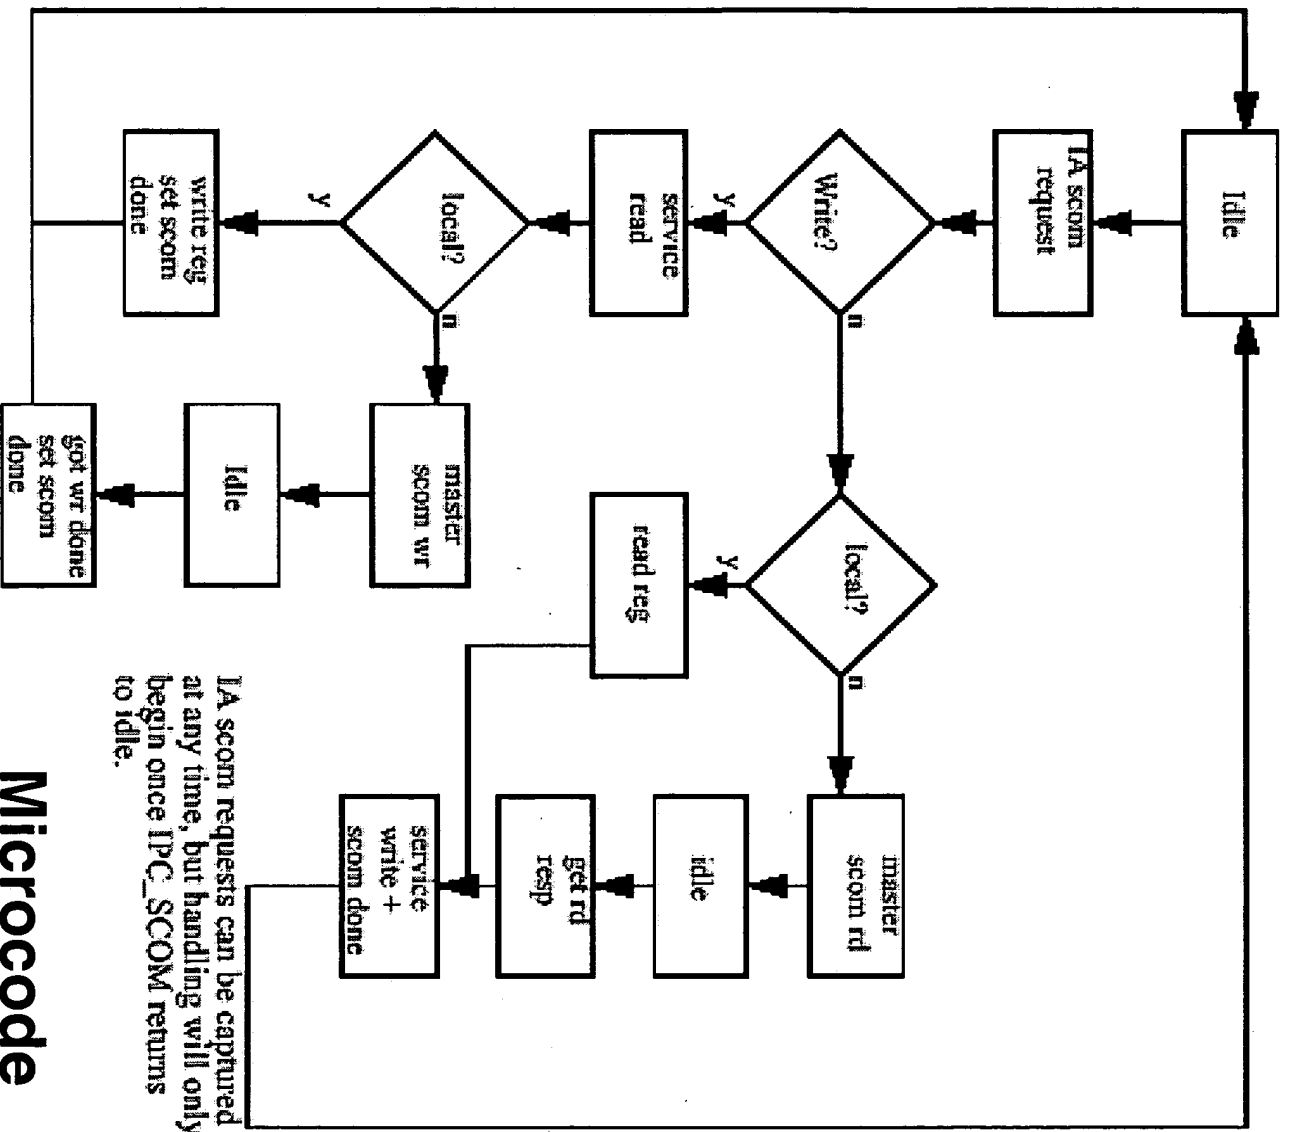 Idle
IA scom
request
Write?
y
n
service
read
local?
y
n
write reg
set scom
done
master
scom wr
Idle
got wr done
set scom
done
local?
y
n
read reg
master
scom rd
idle
get rd
resp
service
write +
scom done
IA scom requests can be captured
at any time, but handling will only
begin once IPC_SCOM returns
to idle.
Microcode